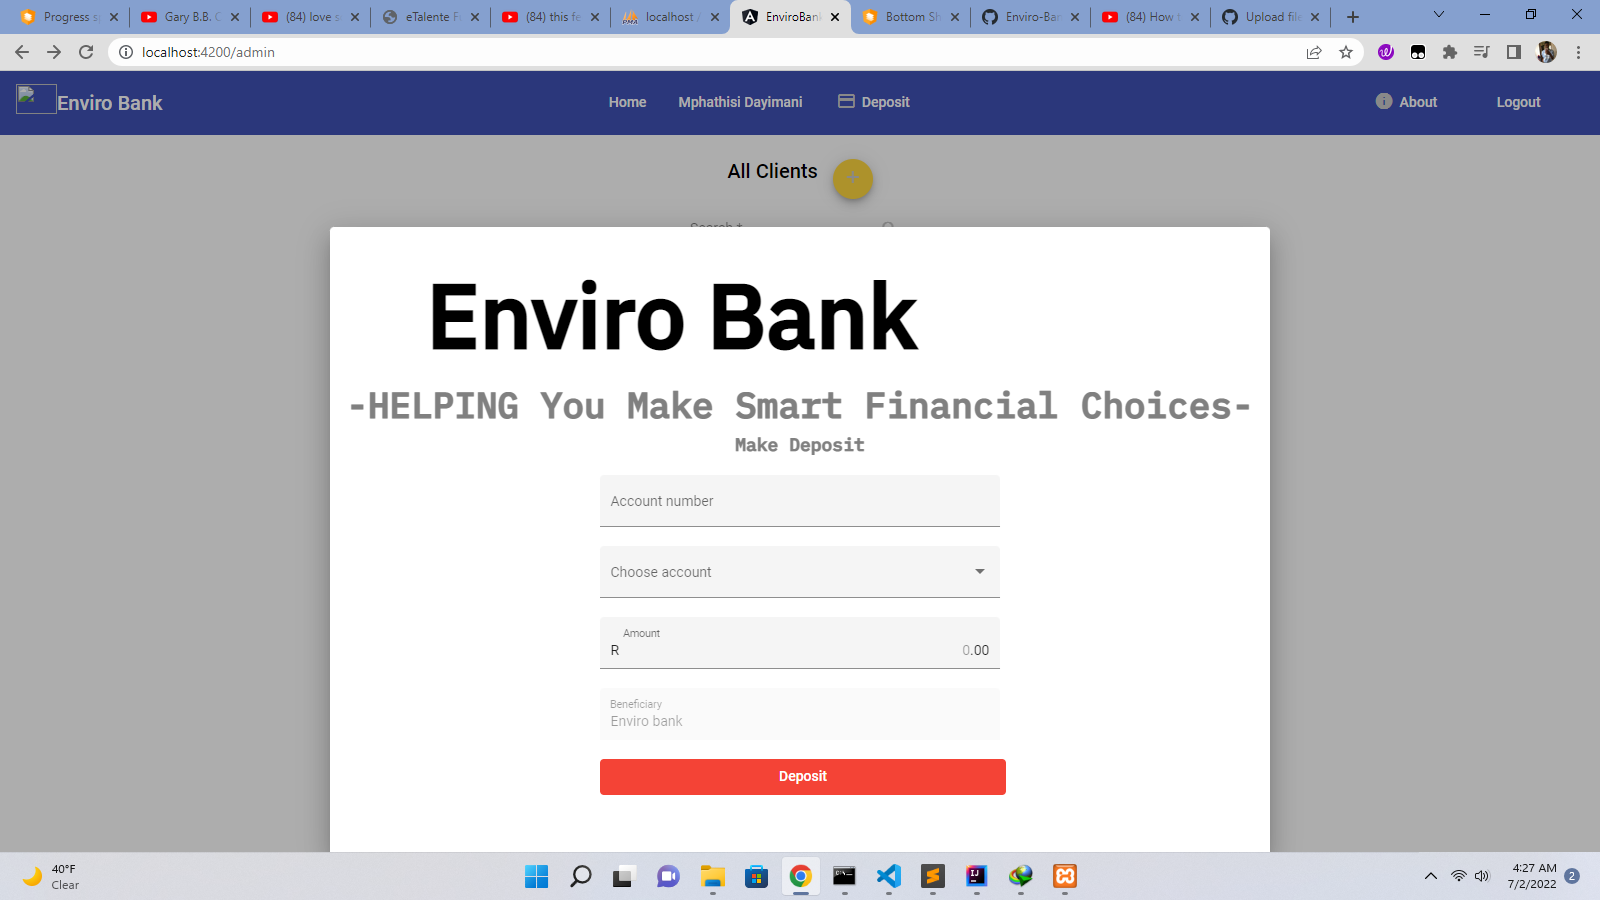 Progress s
Gary B.B. C
(84) love s
eTalente F
(84) this fe
localhost /
EnviroBank
Bottom Sh
Enviro-Ban
(84) How t
Upload file
localhost:4200/admin
Enviro Bank
Home
Mphathisi Dayimani
Deposit
About
Logout
All Clients
+
Search *
Enviro Bank
-HELPING You Make Smart Financial Choices-
Make Deposit
Account number
Choose account
Amount
R 0.00
Beneficiary
Enviro bank
Deposit
40°F
Clear
4:27 AM
7/2/2022
2